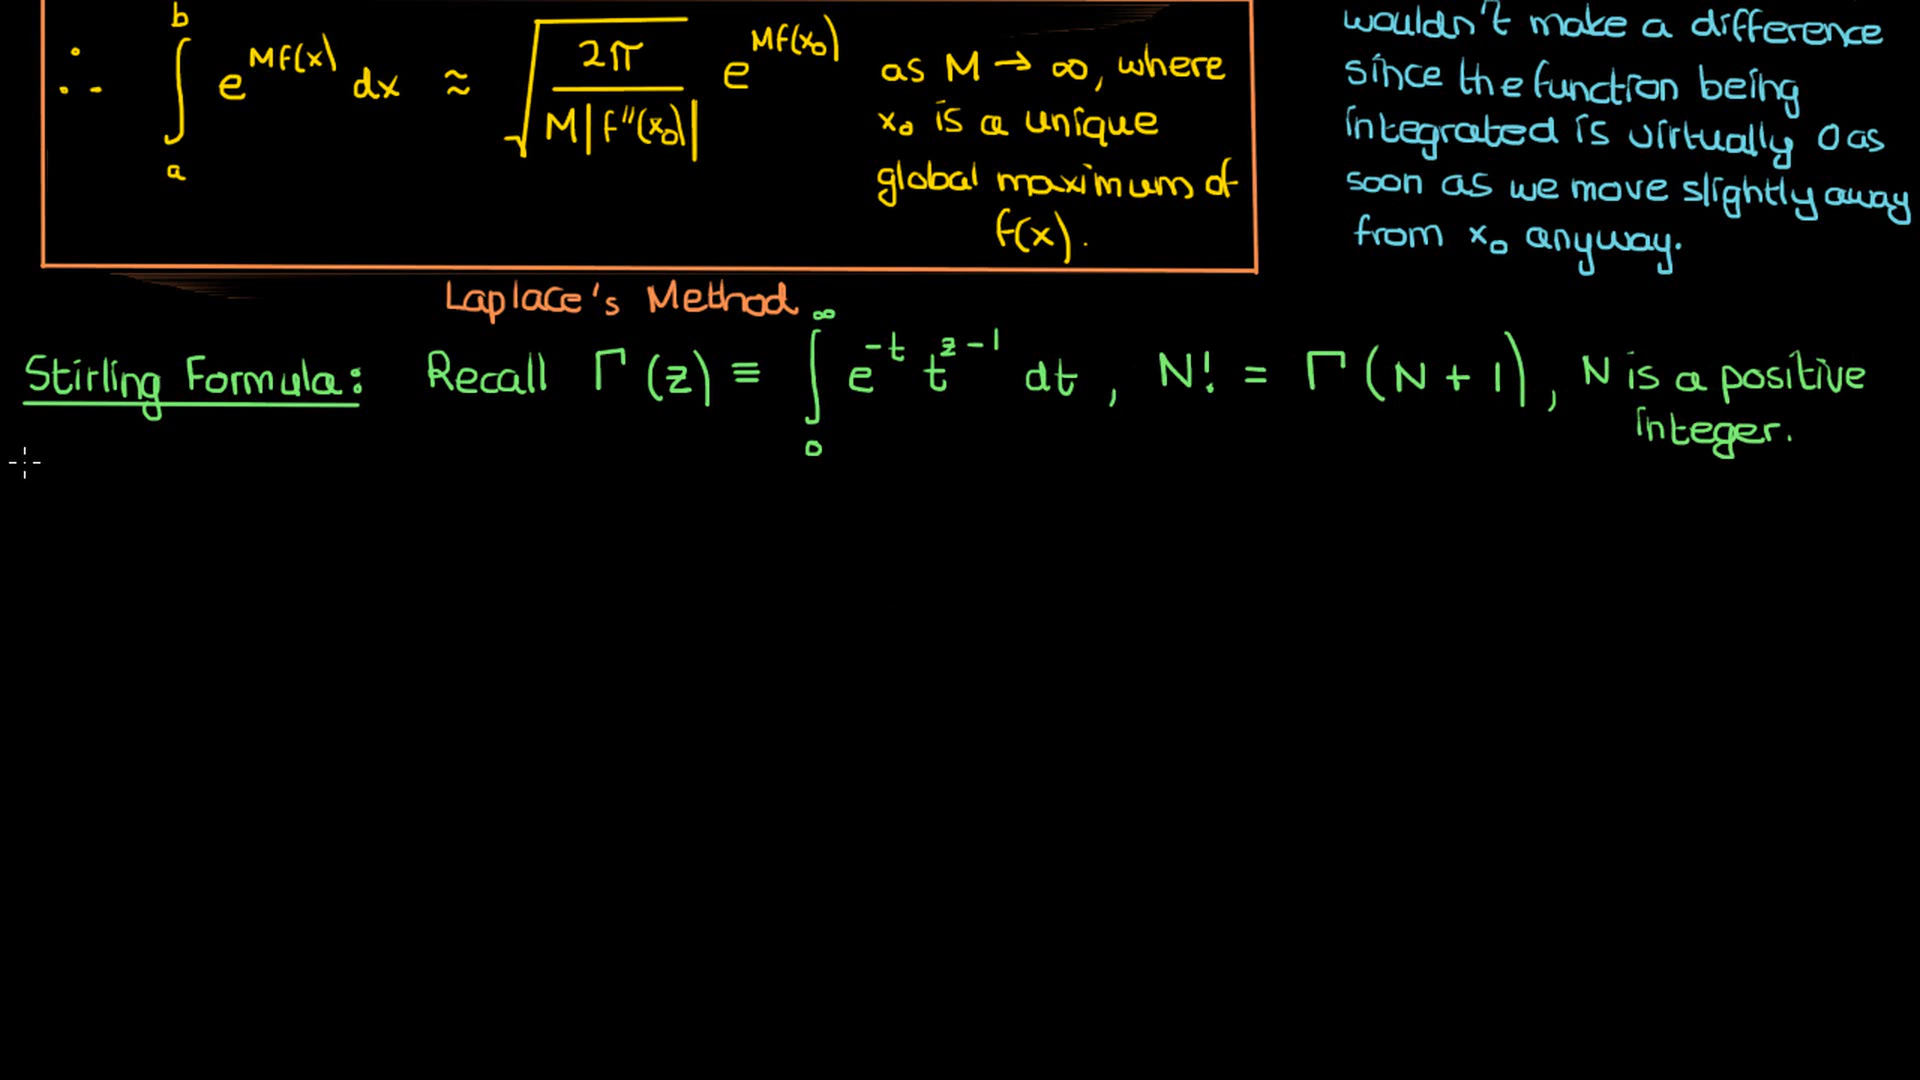 ∴ ∫_a^b e^{Mf(x)} dx ≈ √(2π / M|f''(x₀)|) e^{Mf(x₀)} as M → ∞, where
x₀ is a unique
global maximum of
f(x).
wouldn't make a difference
since the function being
integrated is virtually 0 as
soon as we move slightly away
from x₀ anyway.
Laplace's Method
Stirling Formula: Recall Γ(z) ≡ ∫_0^∞ e^{-t} t^{z-1} dt, N! = Γ(N+1), N is a positive
integer.